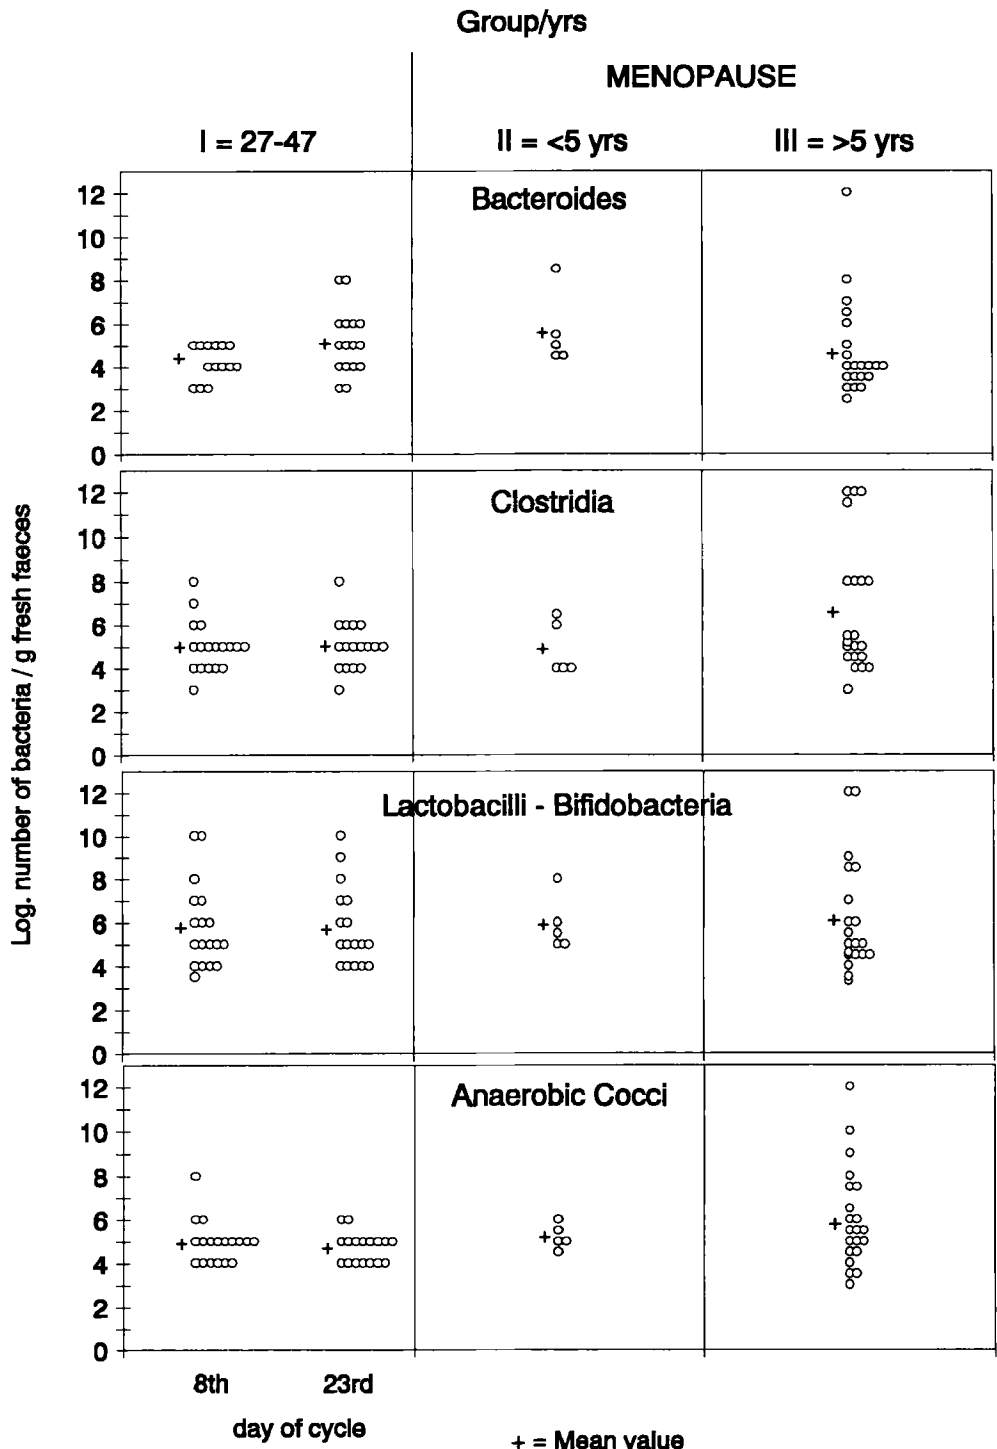 Group/yrs
MENOPAUSE
I = 27-47
II = <5 yrs
III = >5 yrs
Log. number of bacteria / g fresh faeces
Bacteroides
12
10
8
6
4
2
0
Clostridia
12
10
8
6
4
2
0
Lactobacilli - Bifidobacteria
12
10
8
6
4
2
0
Anaerobic Cocci
12
10
8
6
4
2
0
8th
23rd
day of cycle
+ = Mean value